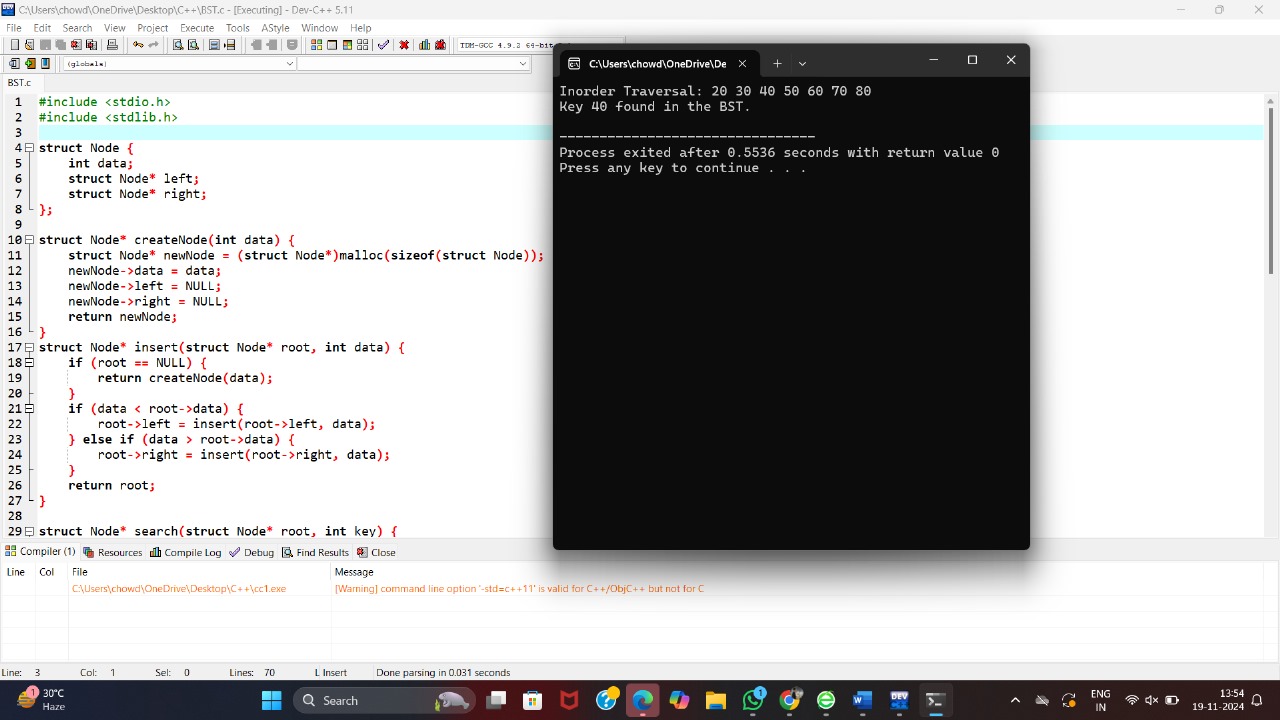 C:\Users\chowd\OneDrive\Desktop\C++\BST.c - [Executing] - Dev-C++ 5.11
File Edit Search View Project Execute Tools AStyle Window Help
TDM-GCC 4.9.2 64-bit
(globals)
BST.c
1 #include <stdio.h>
2 #include <stdlib.h>
3
4 struct Node {
5     int data;
6     struct Node* left;
7     struct Node* right;
8 };
9
10 struct Node* createNode(int data) {
11     struct Node* newNode = (struct Node*)malloc(sizeof(struct Node));
12     newNode->data = data;
13     newNode->left = NULL;
14     newNode->right = NULL;
15     return newNode;
16 }
17 struct Node* insert(struct Node* root, int data) {
18     if (root == NULL) {
19         return createNode(data);
20     }
21     if (data < root->data) {
22         root->left = insert(root->left, data);
23     } else if (data > root->data) {
24         root->right = insert(root->right, data);
25     }
26     return root;
27 }
28
29 struct Node* search(struct Node* root, int key) {
C:\Users\chowd\OneDrive\De
Inorder Traversal: 20 30 40 50 60 70 80
Key 40 found in the BST.
--------------------------------
Process exited after 0.5536 seconds with return value 0
Press any key to continue . . .
Compiler (1) Resources Compile Log Debug Find Results Close
Line Col File Message
C:\Users\chowd\OneDrive\Desktop\C++\cc1.exe [Warning] command line option '-std=c++11' is valid for C++/ObjC++ but not for C
Line: 3 Col: 1 Sel: 0 Lines: 70 Insert Done parsing in 0.031 seconds
1
30°C
Haze
Search
1
DEV
ENG
IN
13:54
19-11-2024